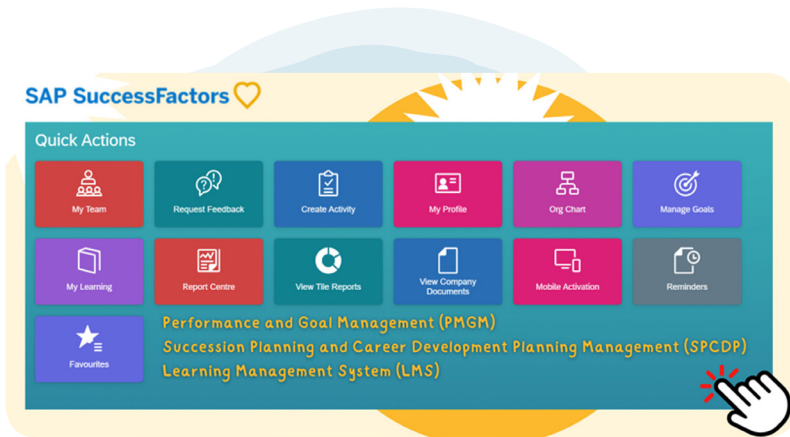 SAP SuccessFactors
Quick Actions
My Team
Request Feedback
Create Activity
My Profile
Org Chart
Manage Goals
My Learning
Report Centre
View Tile Reports
View Company
Documents
Mobile Activation
Reminders
Favourites
Performance and Goal Management (PMGM)
Succession Planning and Career Development Planning Management (SPCDP)
Learning Management System (LMS)